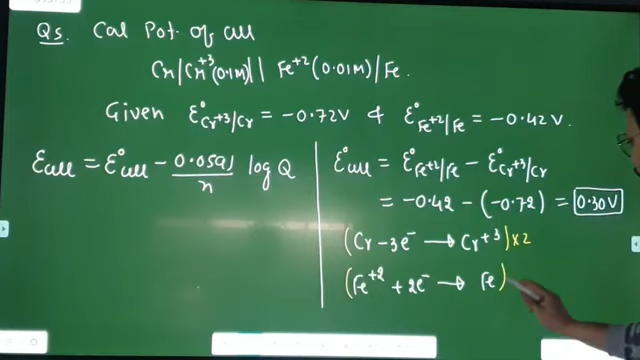 Qs. Cal Pot. of cell
Cr/Cr+3(0.1M)||Fe+2(0.01M)/Fe.
Given ε°Cr+3/Cr = -0.72V & ε°Fe+2/Fe = -0.42V.
εcell = ε°cell - 0.0591/n log Q
ε°cell = ε°Fe+2/Fe - ε°Cr+3/Cr
= -0.42 - (-0.72) = 0.30V
(Cr - 3e⁻ → Cr+3)×2
(Fe+2 + 2e⁻ → Fe)